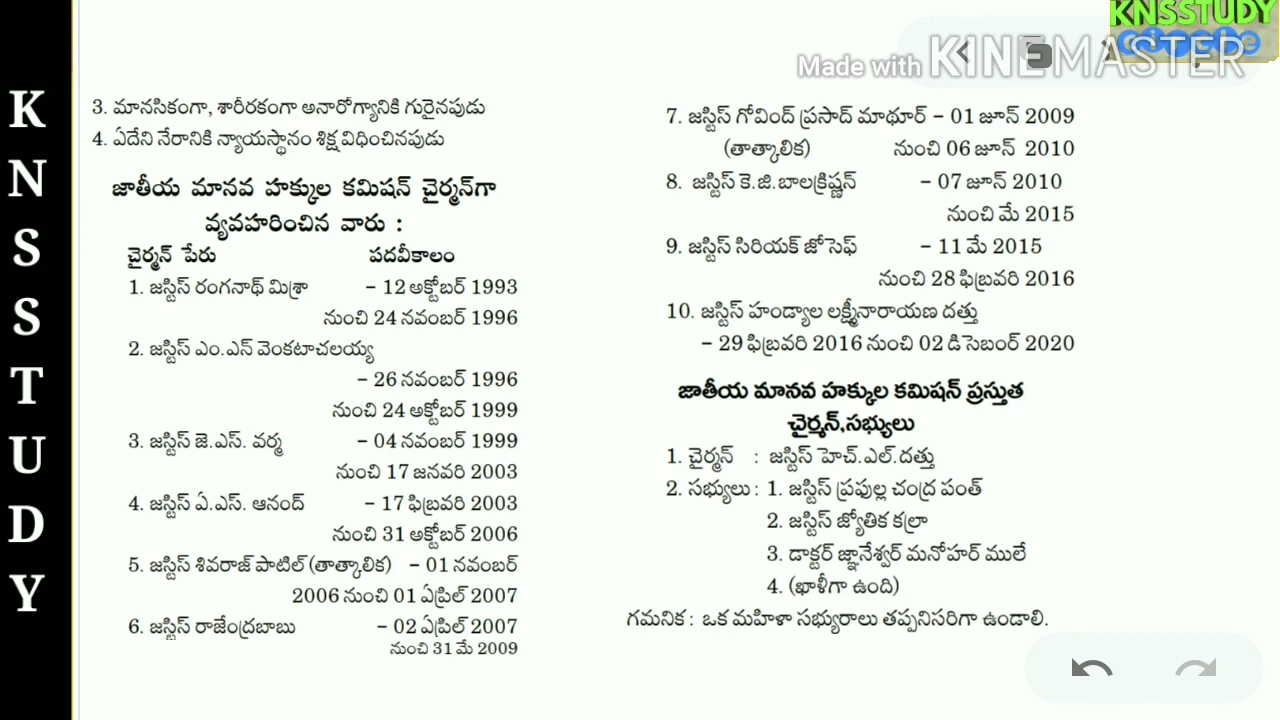 KNSSTUDY
Made with KINEMASTER
KNSSTUDY
3. మానసికంగా, శారీరకంగా అనారోగ్యానికి గురైనపుడు
4. ఏదేని నేరానికి న్యాయస్థానం శిక్ష విధించినపుడు
జాతీయ మానవ హక్కుల కమిషన్ చైర్మన్‌గా
వ్యవహరించిన వారు :
చైర్మన్ పేరు పదవీకాలం
1. జస్టిస్ రంగనాథ్ మిశ్రా – 12 అక్టోబర్ 1993
నుంచి 24 నవంబర్ 1996
2. జస్టిస్ ఎం.ఎన్ వెంకటాచలయ్య
– 26 నవంబర్ 1996
నుంచి 24 అక్టోబర్ 1999
3. జస్టిస్ జె.ఎస్. వర్మ – 04 నవంబర్ 1999
నుంచి 17 జనవరి 2003
4. జస్టిస్ ఏ.ఎస్. ఆనంద్ – 17 ఫిబ్రవరి 2003
నుంచి 31 అక్టోబర్ 2006
5. జస్టిస్ శివరాజ్ పాటిల్ (తాత్కాలిక) – 01 నవంబర్
2006 నుంచి 01 ఏప్రిల్ 2007
6. జస్టిస్ రాజేంద్రబాబు – 02 ఏప్రిల్ 2007
నుంచి 31 మే 2009
7. జస్టిస్ గోవింద్ ప్రసాద్ మాథూర్ – 01 జూన్ 2009
(తాత్కాలిక) నుంచి 06 జూన్ 2010
8. జస్టిస్ కె.జి.బాలక్రిష్ణన్ – 07 జూన్ 2010
నుంచి మే 2015
9. జస్టిస్ సిరియక్ జోసెఫ్ – 11 మే 2015
నుంచి 28 ఫిబ్రవరి 2016
10. జస్టిస్ హండ్యాల లక్ష్మీనారాయణ దత్తు
– 29 ఫిబ్రవరి 2016 నుంచి 02 డిసెంబర్ 2020
జాతీయ మానవ హక్కుల కమిషన్ ప్రస్తుత
చైర్మన్,సభ్యులు
1. చైర్మన్ : జస్టిస్ హెచ్.ఎల్.దత్తు
2. సభ్యులు : 1. జస్టిస్ ప్రఫుల్ల చంద్ర పంత్
2. జస్టిస్ జ్యోతిక కల్రా
3. డాక్టర్ జ్ఞానేశ్వర్ మనోహర్ ములే
4. (ఖాళీగా ఉంది)
గమనిక : ఒక మహిళా సభ్యురాలు తప్పనిసరిగా ఉండాలి.